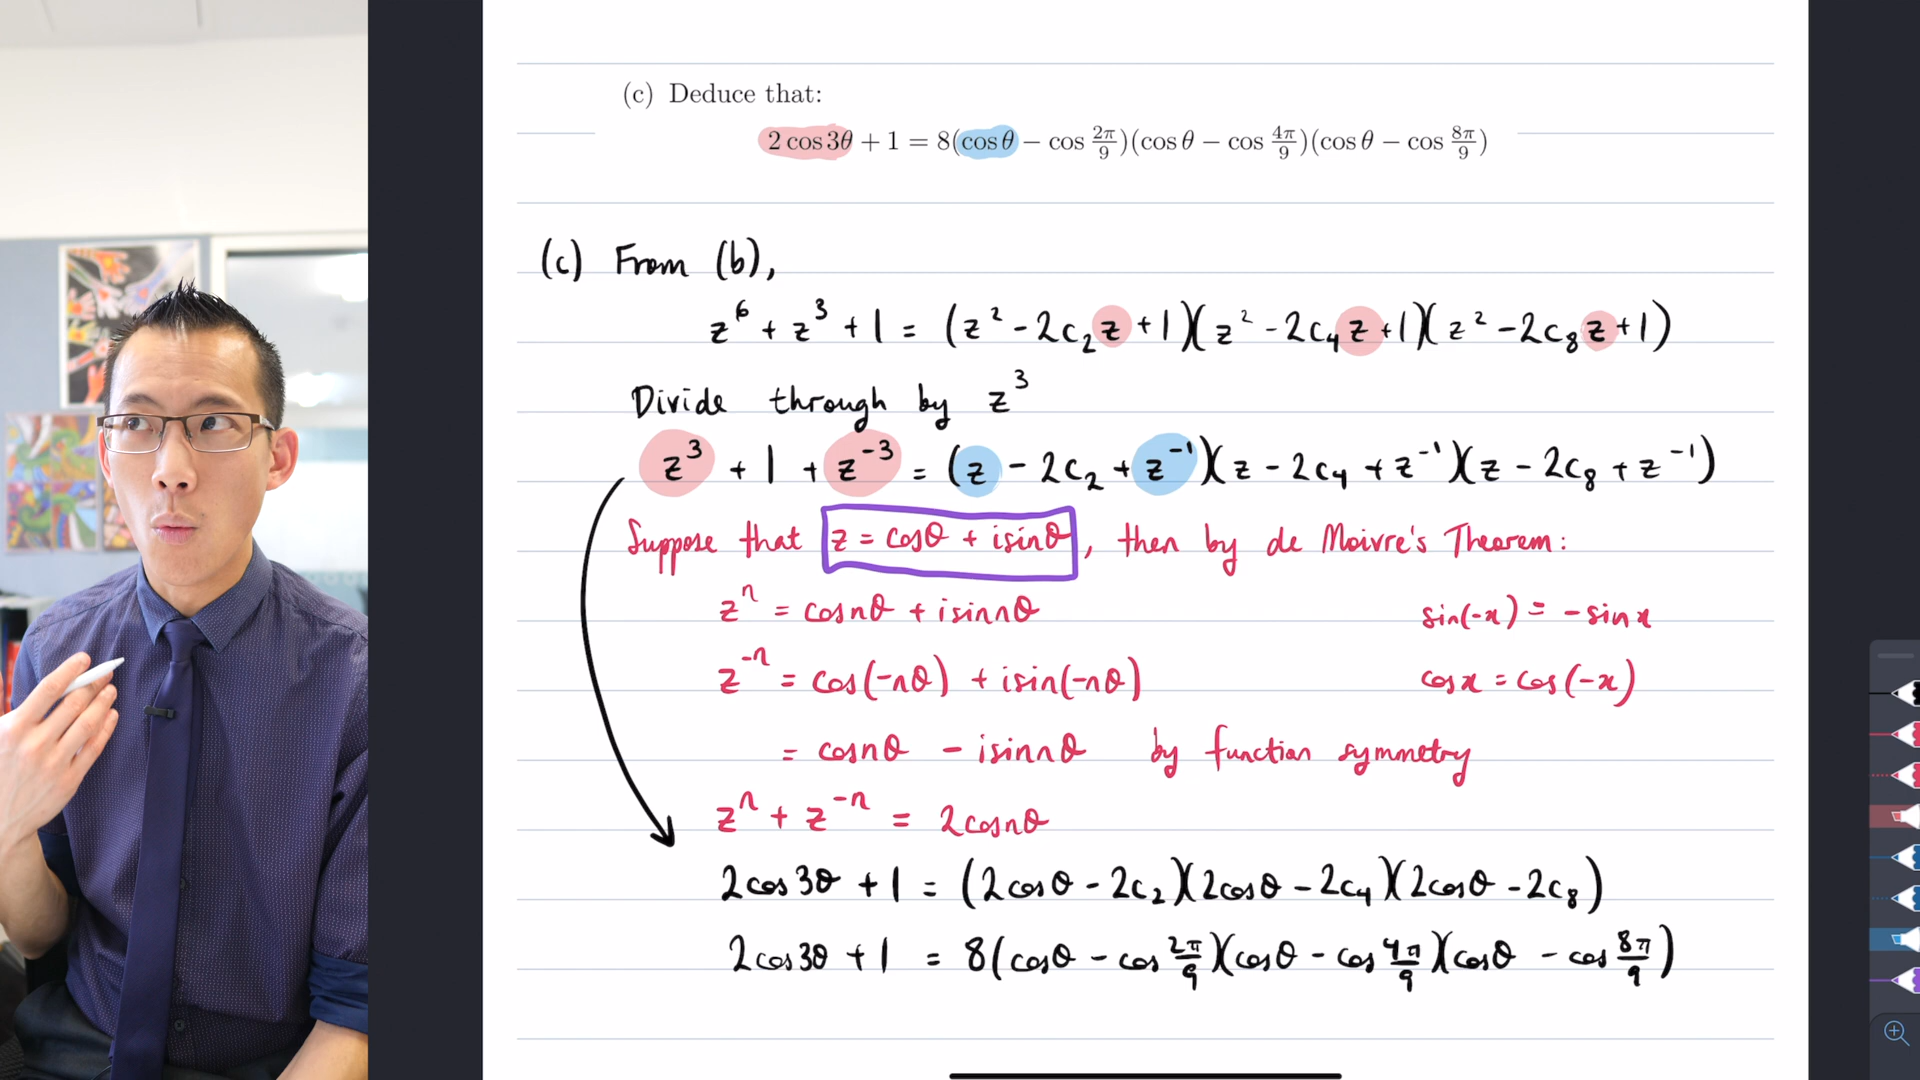 (c) Deduce that:
2 cos 3θ + 1 = 8(cos θ − cos 2π/9)(cos θ − cos 4π/9)(cos θ − cos 8π/9)
(c) From (b),
z⁶ + z³ + 1 = (z² - 2c₂z + 1)(z² - 2c₄z + 1)(z² - 2c₈z + 1)
Divide through by z³
z³ + 1 + z⁻³ = (z - 2c₂ + z⁻¹)(z - 2c₄ + z⁻¹)(z - 2c₈ + z⁻¹)
Suppose that z = cosθ + isinθ, then by de Moivre's Theorem:
zⁿ = cosnθ + isinnθ
sin(-x) = -sinx
z⁻ⁿ = cos(-nθ) + isin(-nθ)
cosx = cos(-x)
= cosnθ - isinnθ by function symmetry
zⁿ + z⁻ⁿ = 2cosnθ
2cos3θ + 1 = (2cosθ - 2c₂)(2cosθ - 2c₄)(2cosθ - 2c₈)
2cos3θ + 1 = 8(cosθ - cos 2π/9)(cosθ - cos 4π/9)(cosθ - cos 8π/9)